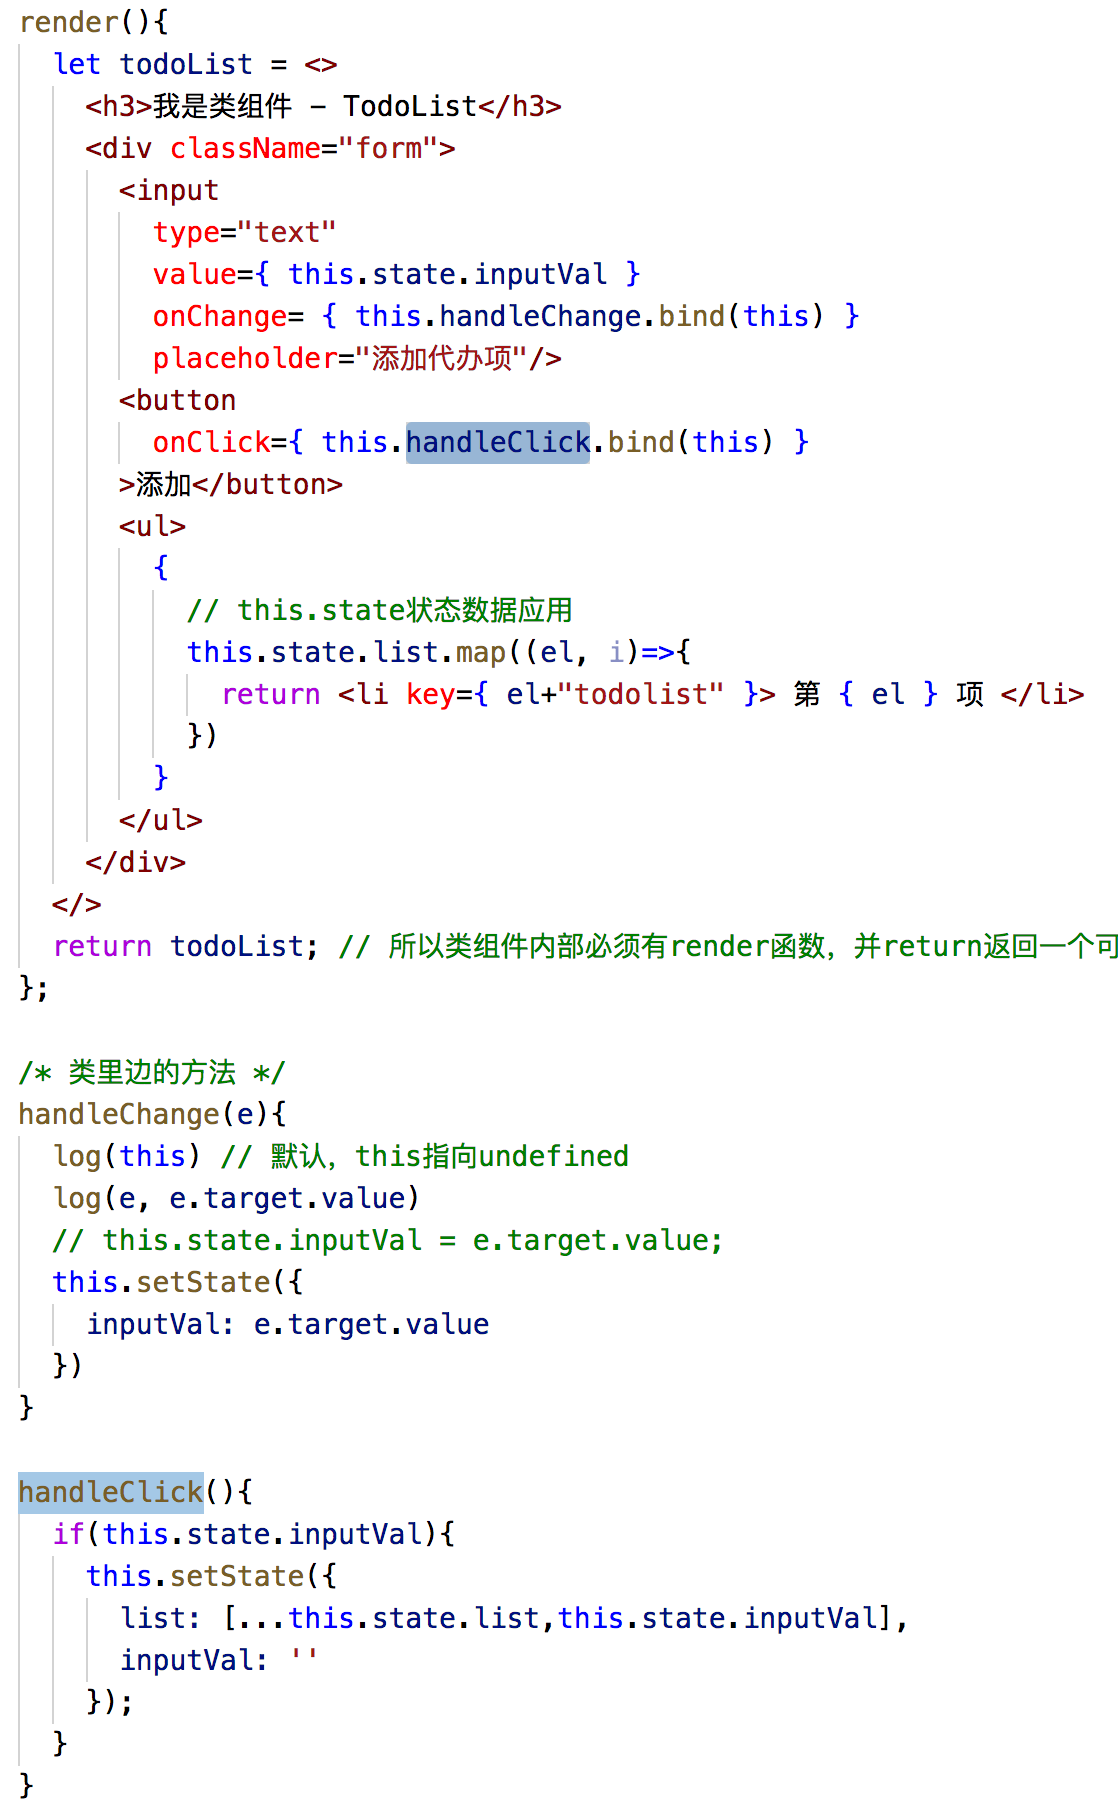 render(){
let todoList = <>
<h3>我是类组件 - TodoList</h3>
<div className="form">
<input
type="text"
value={ this.state.inputVal }
onChange= { this.handleChange.bind(this) }
placeholder="添加代办项"/>
<button
onClick={ this.handleClick.bind(this) }
>添加</button>
<ul>
{
// this.state状态数据应用
this.state.list.map((el, i)=>{
return <li key={ el+"todolist" }> 第 { el } 项 </li>
})
}
</ul>
</div>
</>
return todoList; // 所以类组件内部必须有render函数，并return返回一个可
};
/* 类里边的方法 */
handleChange(e){
log(this) // 默认，this指向undefined
log(e, e.target.value)
// this.state.inputVal = e.target.value;
this.setState({
inputVal: e.target.value
})
}
handleClick(){
if(this.state.inputVal){
this.setState({
list: [...this.state.list,this.state.inputVal],
inputVal: ''
});
}
}